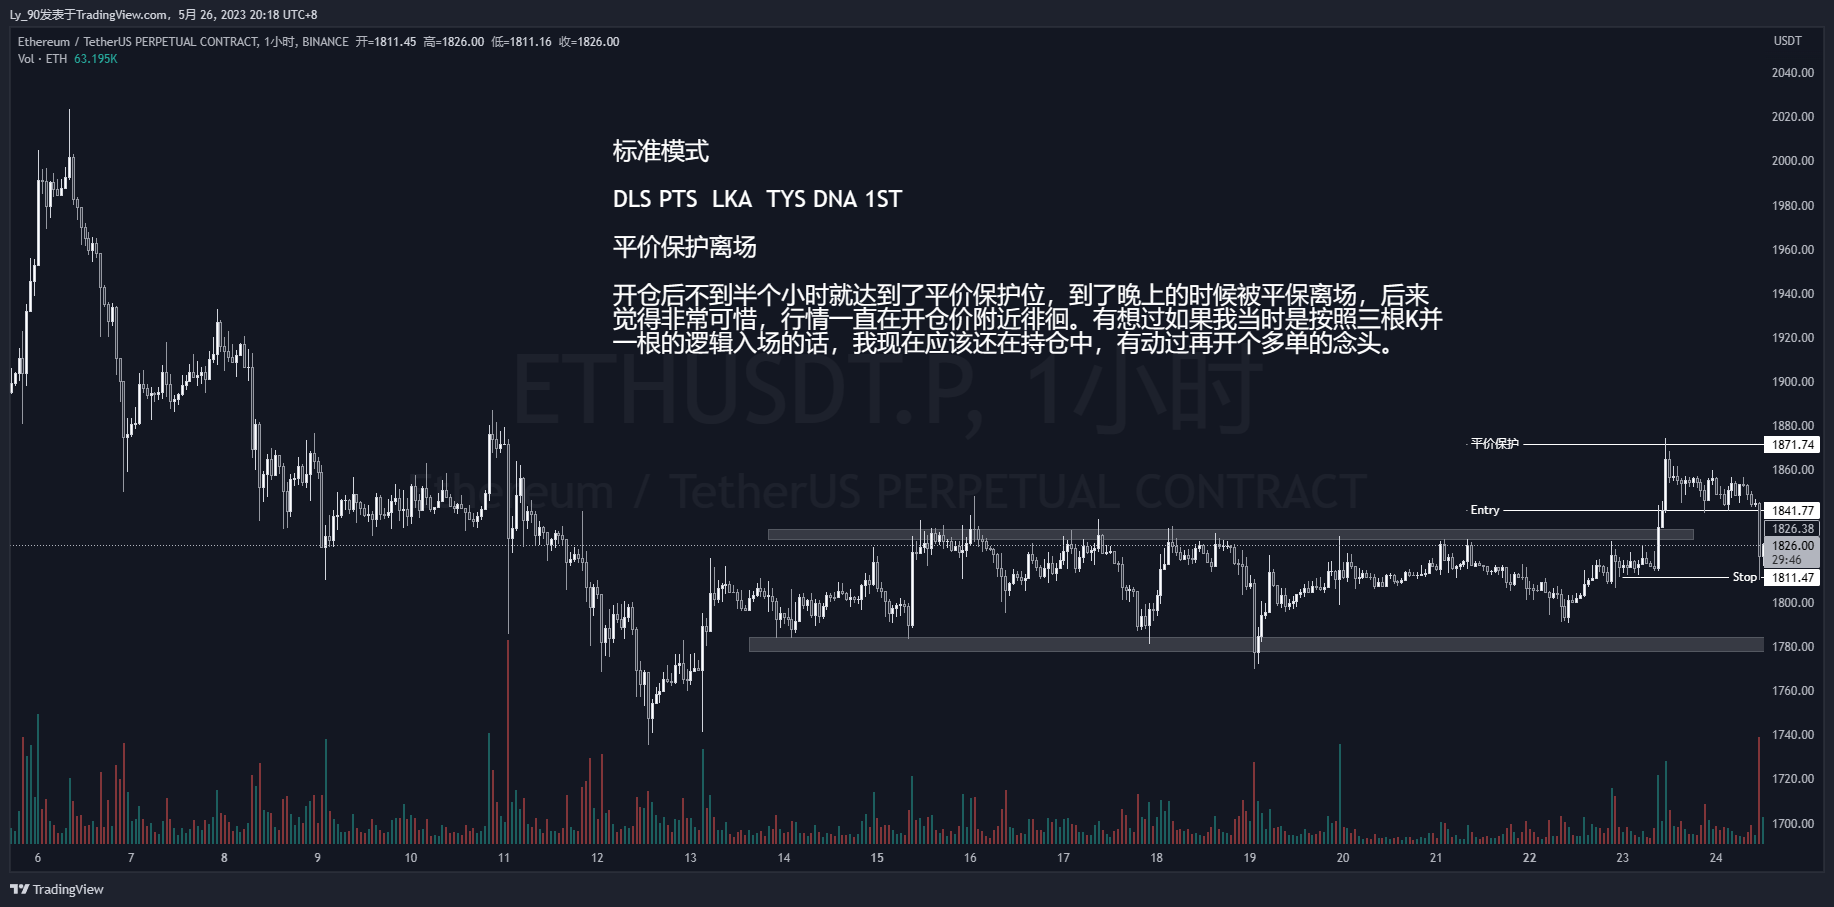 Ly_90发表于TradingView.com, 5月 26, 2023 20:18 UTC+8
Ethereum / TetherUS PERPETUAL CONTRACT, 1小时, BINANCE 开=1811.45 高=1826.00 低=1811.16 收=1826.00
Vol · ETH 63.195K
USDT
2040.00
2020.00
2000.00
1980.00
1960.00
1940.00
1920.00
1900.00
1880.00
1860.00
1800.00
1780.00
1760.00
1740.00
1720.00
1700.00
标准模式
DLS PTS LKA TYS DNA 1ST
平价保护离场
开仓后不到半个小时就达到了平价保护位，到了晚上的时候被平保离场，后来
觉得非常可惜，行情一直在开仓价附近徘徊。有想过如果我当时是按照三根K并
一根的逻辑入场的话，我现在应该还在持仓中，有动过再开个多单的念头。
ETHUSDT.P, 1小时
Ethereum / TetherUS PERPETUAL CONTRACT
平价保护 1871.74
Entry 1841.77
1826.38
1826.00
29:46
Stop 1811.47
6 7 8 9 10 11 12 13 14 15 16 17 18 19 20 21 22 23 24
TradingView